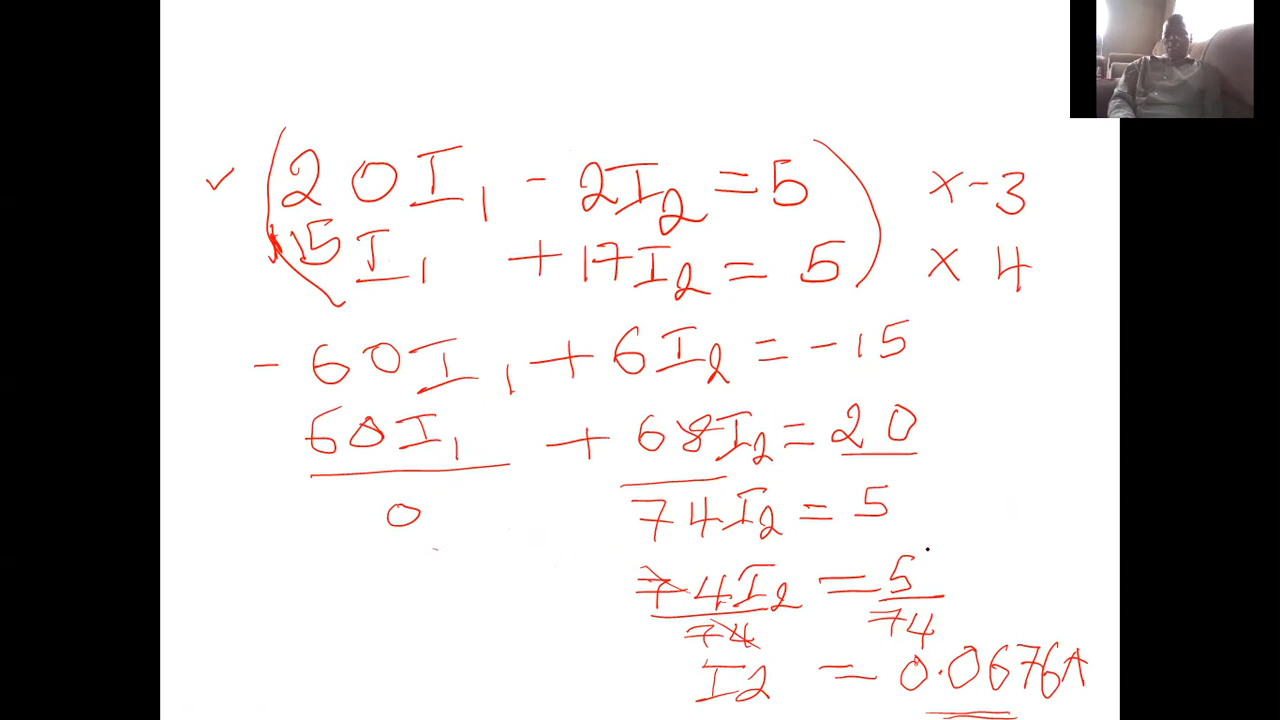 ✓ (20I₁ - 2I₂ = 5) × -3
15I₁ + 17I₂ = 5 × 4
- 60I₁ + 6I₂ = -15
60I₁ + 68I₂ = 20
0 74I₂ = 5
74I₂/74 = 5/74
I2 = 0.0676A